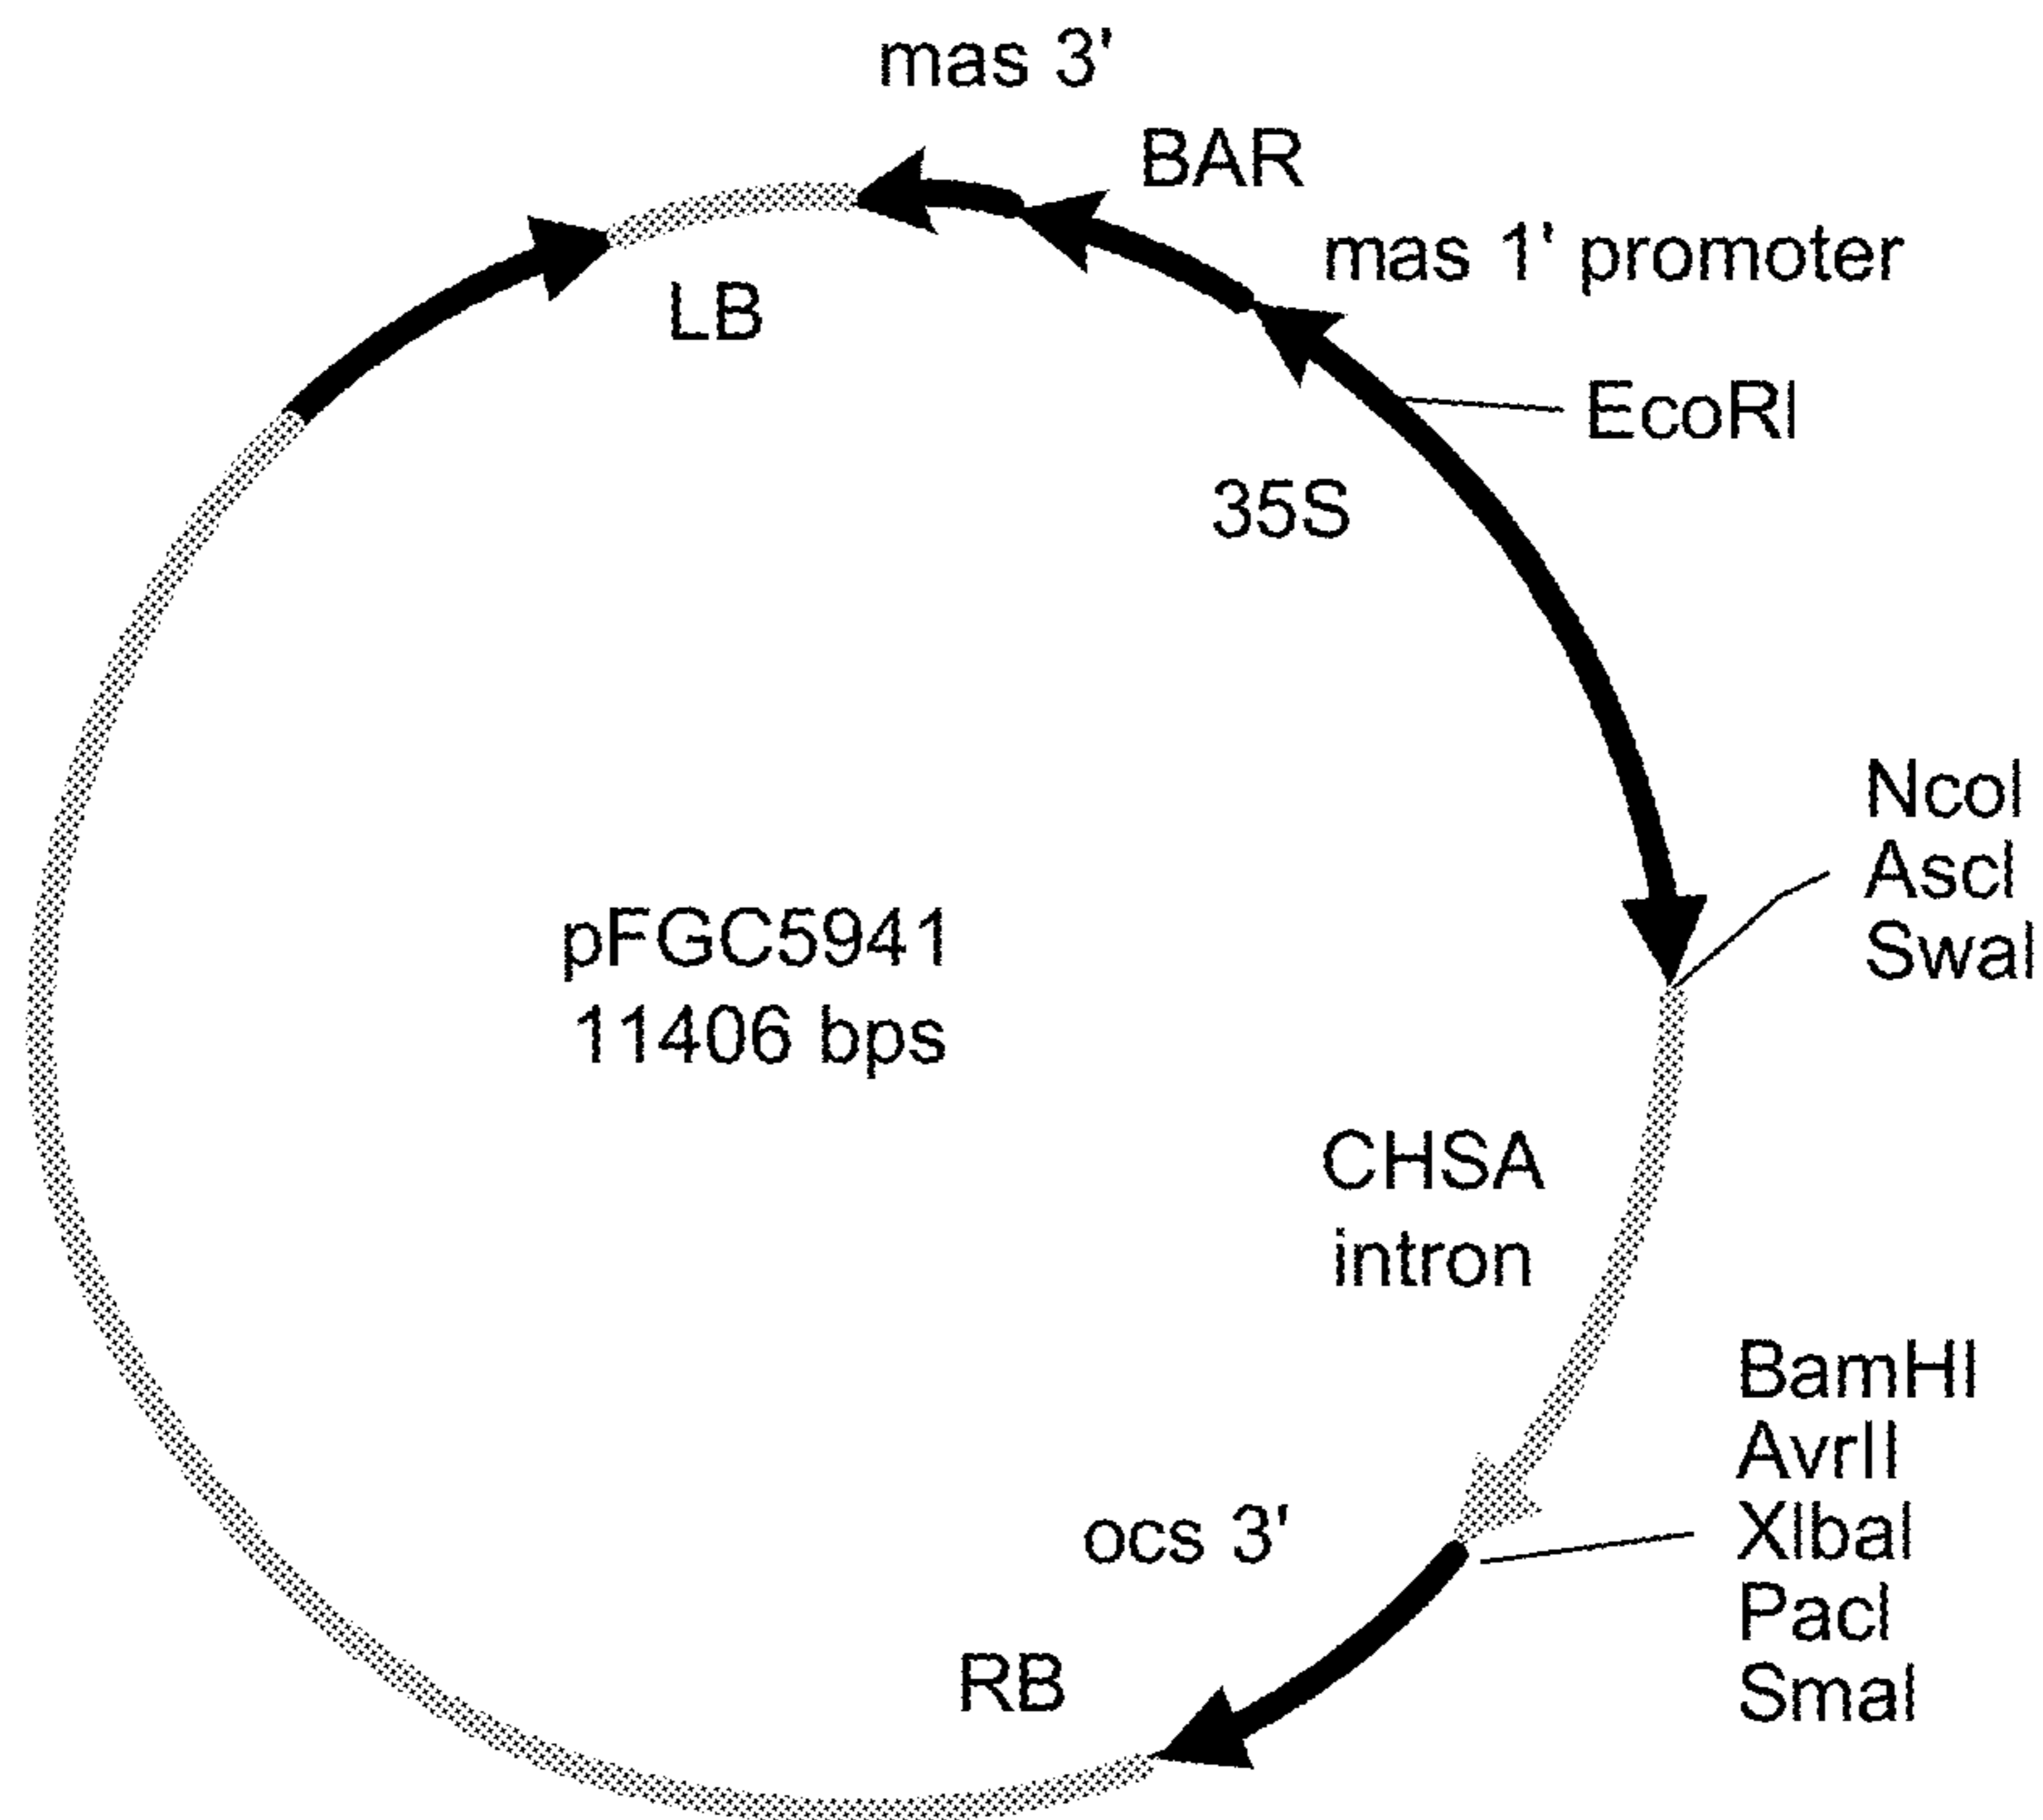 mas 3'
BAR
mas 1' promoter
LB
EcoRI
35S
NcoI
AscI
SwaI
pFGC5941
11406 bps
CHSA
intron
BamHI
AvrII
XlbaI
PacI
SmaI
ocs 3'
RB